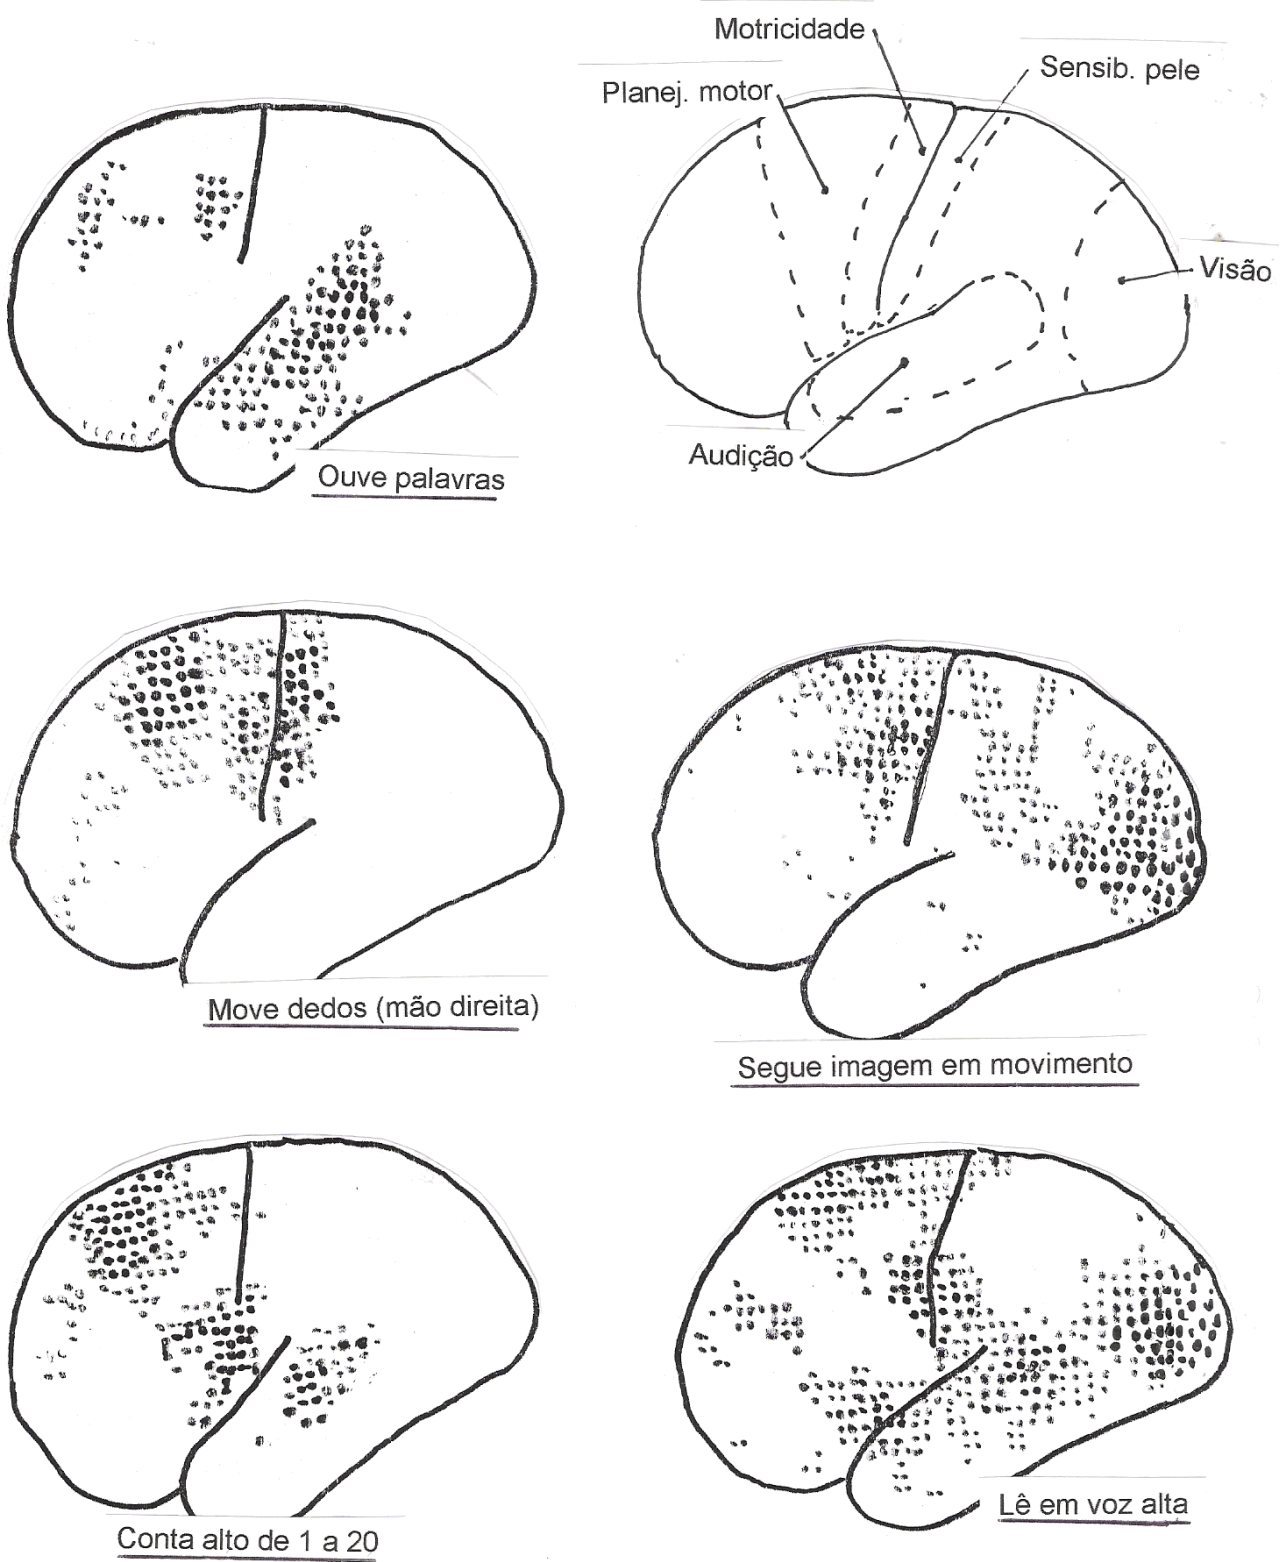 Motricidade
Sensib. pele
Planej. motor
Visão
Audição
Ouve palavras
Move dedos (mão direita)
Segue imagem em movimento
Conta alto de 1 a 20
Lê em voz alta